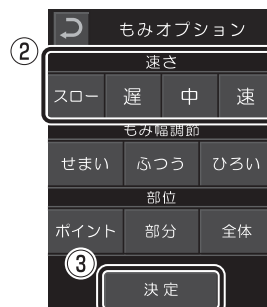 もみオプション
②
速さ
スロー 遅 中 速
もみ幅調節
せまい ふつう ひろい
部位
ポイント 部分 全体
③
決定